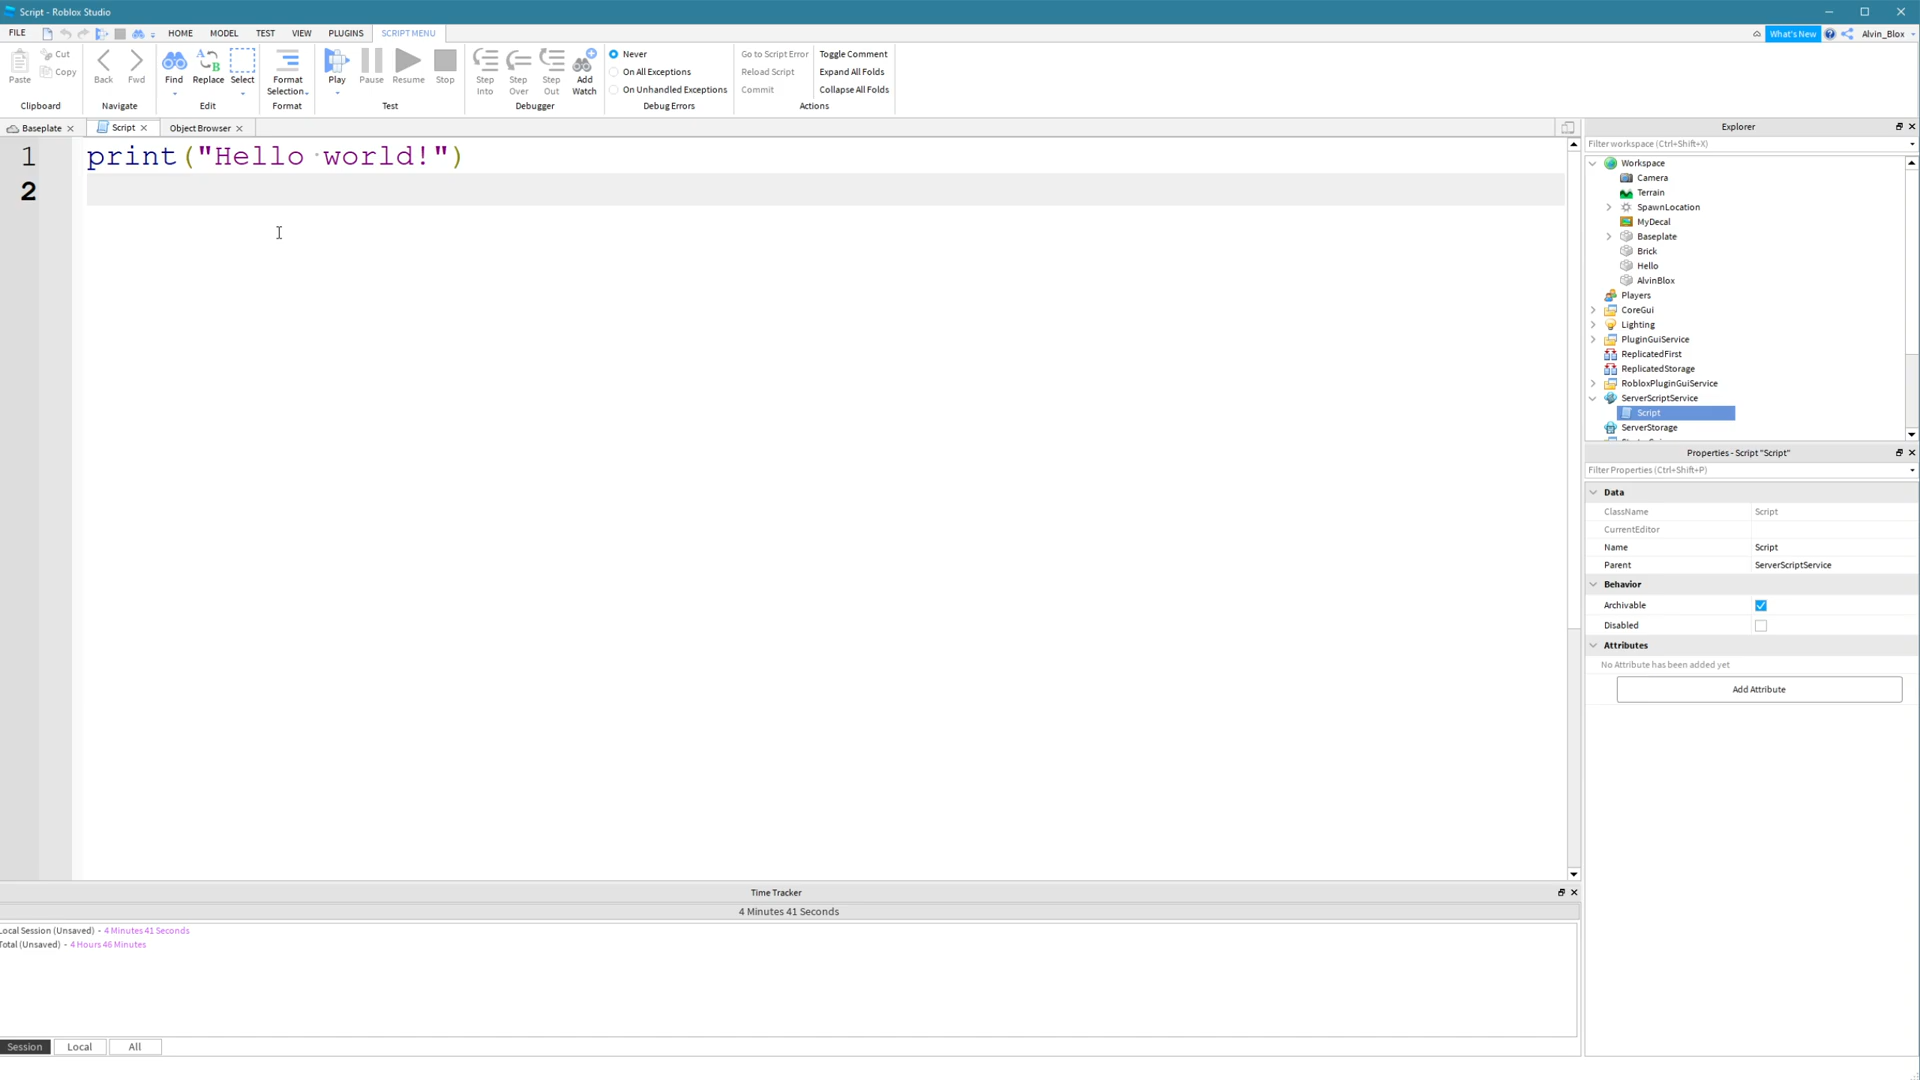 Script - Roblox Studio
FILE HOME MODEL TEST VIEW PLUGINS SCRIPT MENU What's New Alvin_Blox
Paste Cut Copy Clipboard
Back Fwd Navigate
Find Replace Select Edit
Format Selection Format
Play Pause Resume Stop Test
Step Into Step Over Step Out Add Watch Debugger
Never
On All Exceptions
On Unhandled Exceptions
Debug Errors
Go to Script Error Toggle Comment
Reload Script Expand All Folds
Commit Collapse All Folds
Actions
Baseplate Script Object Browser
1 print("Hello world!")
2
Explorer
Filter workspace (Ctrl+Shift+X)
Workspace
Camera
Terrain
SpawnLocation
MyDecal
Baseplate
Brick
Hello
AlvinBlox
Players
CoreGui
Lighting
PluginGuiService
ReplicatedFirst
ReplicatedStorage
RobloxPluginGuiService
ServerScriptService
Script
ServerStorage
Properties - Script "Script"
Filter Properties (Ctrl+Shift+P)
Data
ClassName Script
CurrentEditor
Name Script
Parent ServerScriptService
Behavior
Archivable
Disabled
Attributes
No Attribute has been added yet
Add Attribute
Time Tracker
4 Minutes 41 Seconds
Local Session (Unsaved) - 4 Minutes 41 Seconds
Total (Unsaved) - 4 Hours 46 Minutes
Session Local All